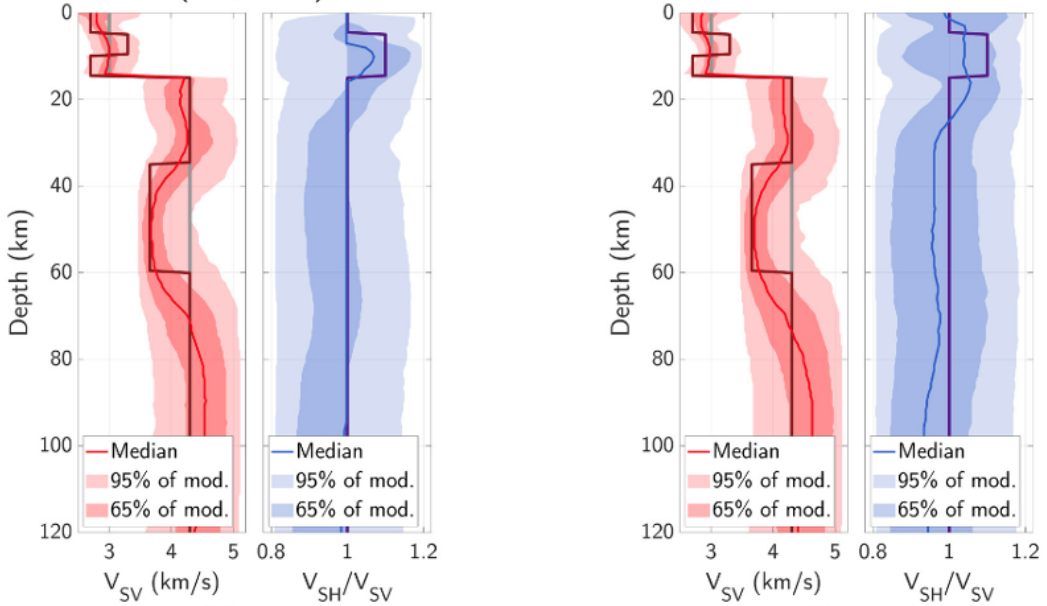 0
20
40
60
80
100
120
Depth (km)
Median
95% of mod.
65% of mod.
3
4
5
V_SV (km/s)
Median
95% of mod.
65% of mod.
0.8
1
1.2
V_SH/V_SV
0
20
40
60
80
100
120
Depth (km)
Median
95% of mod.
65% of mod.
3
4
5
V_SV (km/s)
Median
95% of mod.
65% of mod.
0.8
1
1.2
V_SH/V_SV